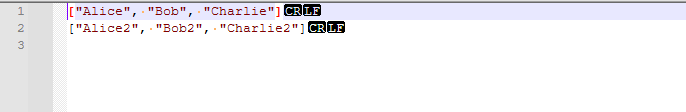 1 ["Alice", "Bob", "Charlie"]CRLF
2 ["Alice2", "Bob2", "Charlie2"]CRLF
3